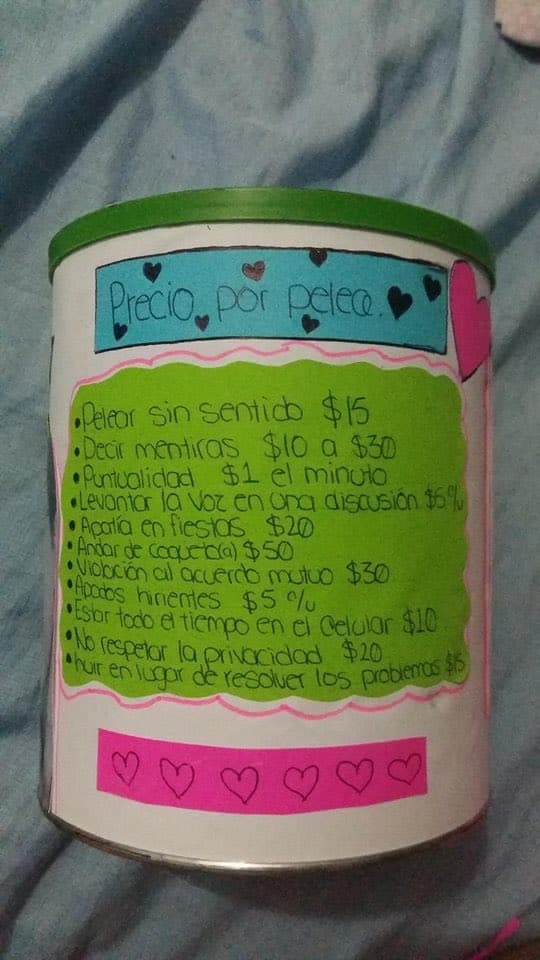 Precio por pelea.
•Pelear sin sentido $15
•Decir mentiras $10 a $30
•Puntualidad $1 el minuto
•Levantar la voz en una discusión $5%
•Apatía en fiestas $20
•Andar de coqueto(a) $50
•Violación al acuerdo mutuo $30
•Apodos hirientes $5 %
•Estar todo el tiempo en el celular $10
•No respetar la privacidad $20
•huir en lugar de resolver los problemas $15